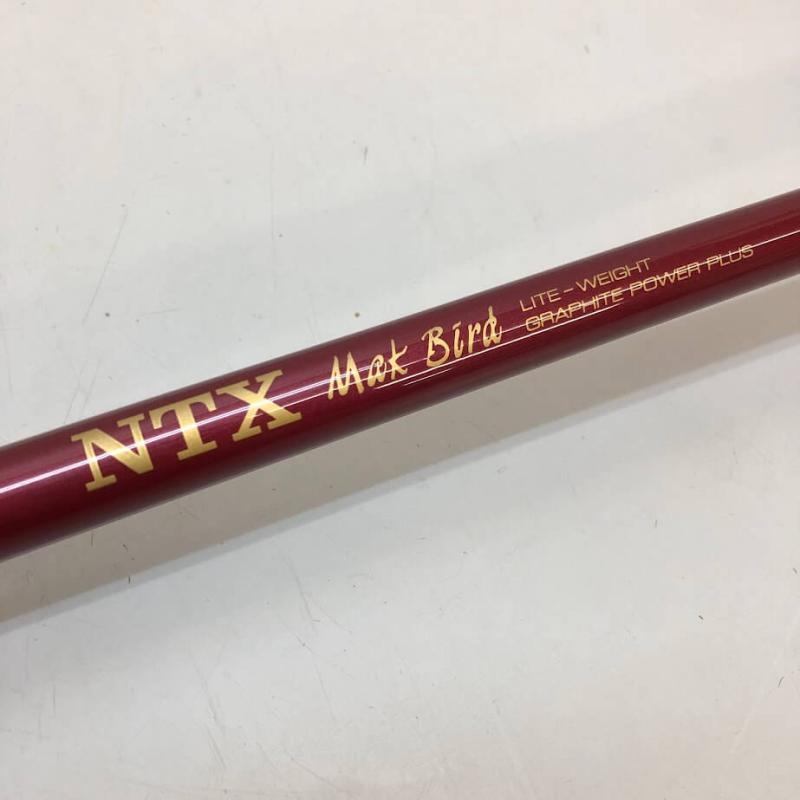 NTX Mak Bird LITE-WEIGHT
GRAPHITE POWER PLUS